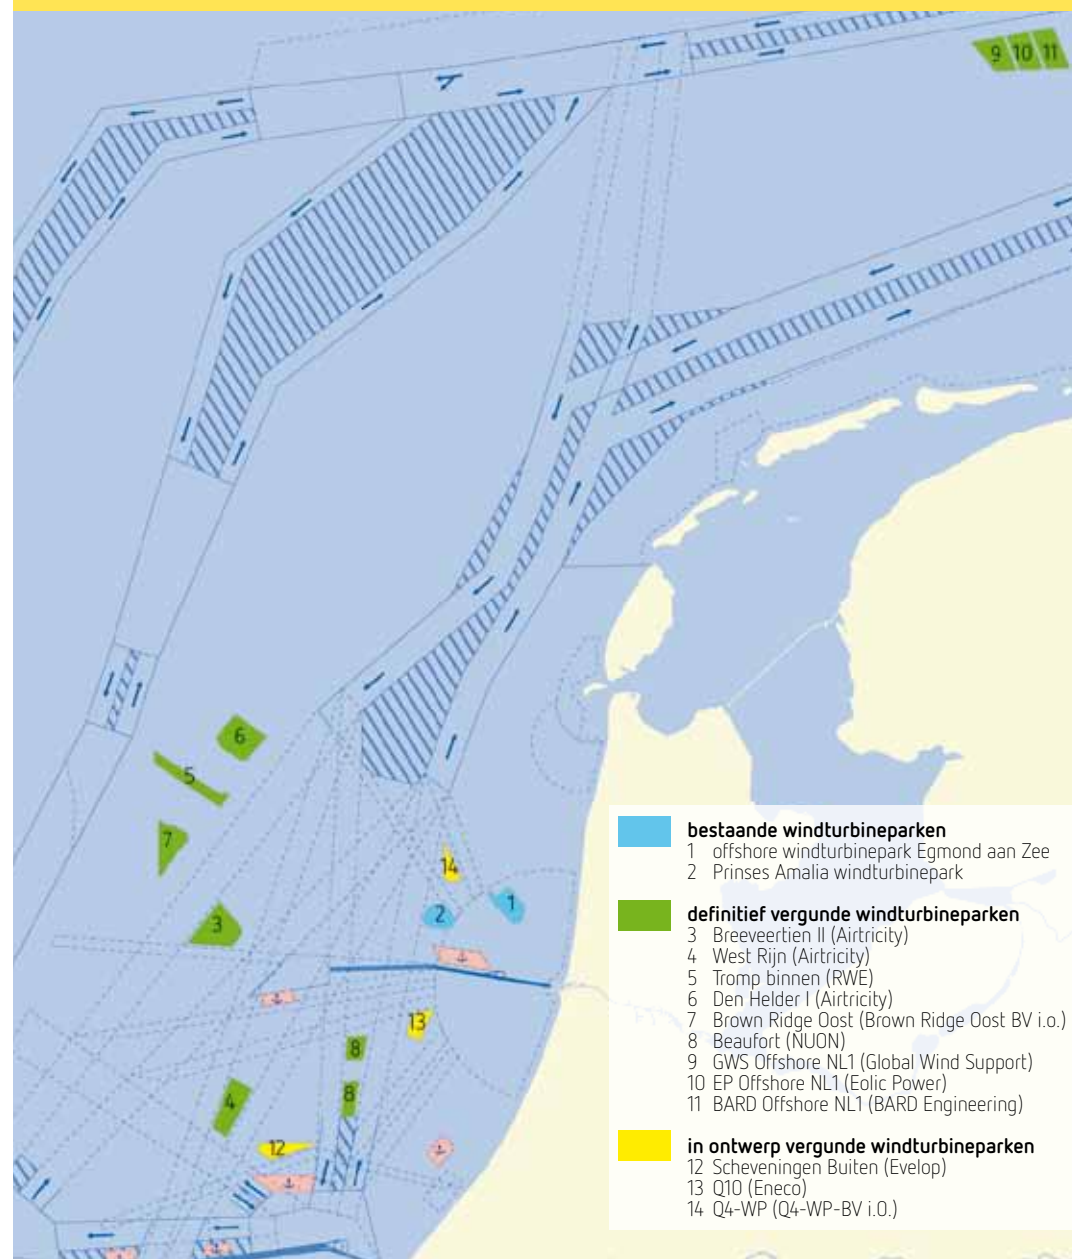 9 10 11
6
5
7
14
1
2
3
13
8
4
8
12
bestaande windturbineparken
1 offshore windturbinepark Egmond aan Zee
2 Prinses Amalia windturbinepark
definitief vergunde windturbineparken
3 Breeveertien II (Airtricity)
4 West Rijn (Airtricity)
5 Tromp binnen (RWE)
6 Den Helder I (Airtricity)
7 Brown Ridge Oost (Brown Ridge Oost BV i.o.)
8 Beaufort (NUON)
9 GWS Offshore NL1 (Global Wind Support)
10 EP Offshore NL1 (Eolic Power)
11 BARD Offshore NL1 (BARD Engineering)
in ontwerp vergunde windturbineparken
12 Scheveningen Buiten (Evelop)
13 Q10 (Eneco)
14 Q4-WP (Q4-WP-BV i.O.)